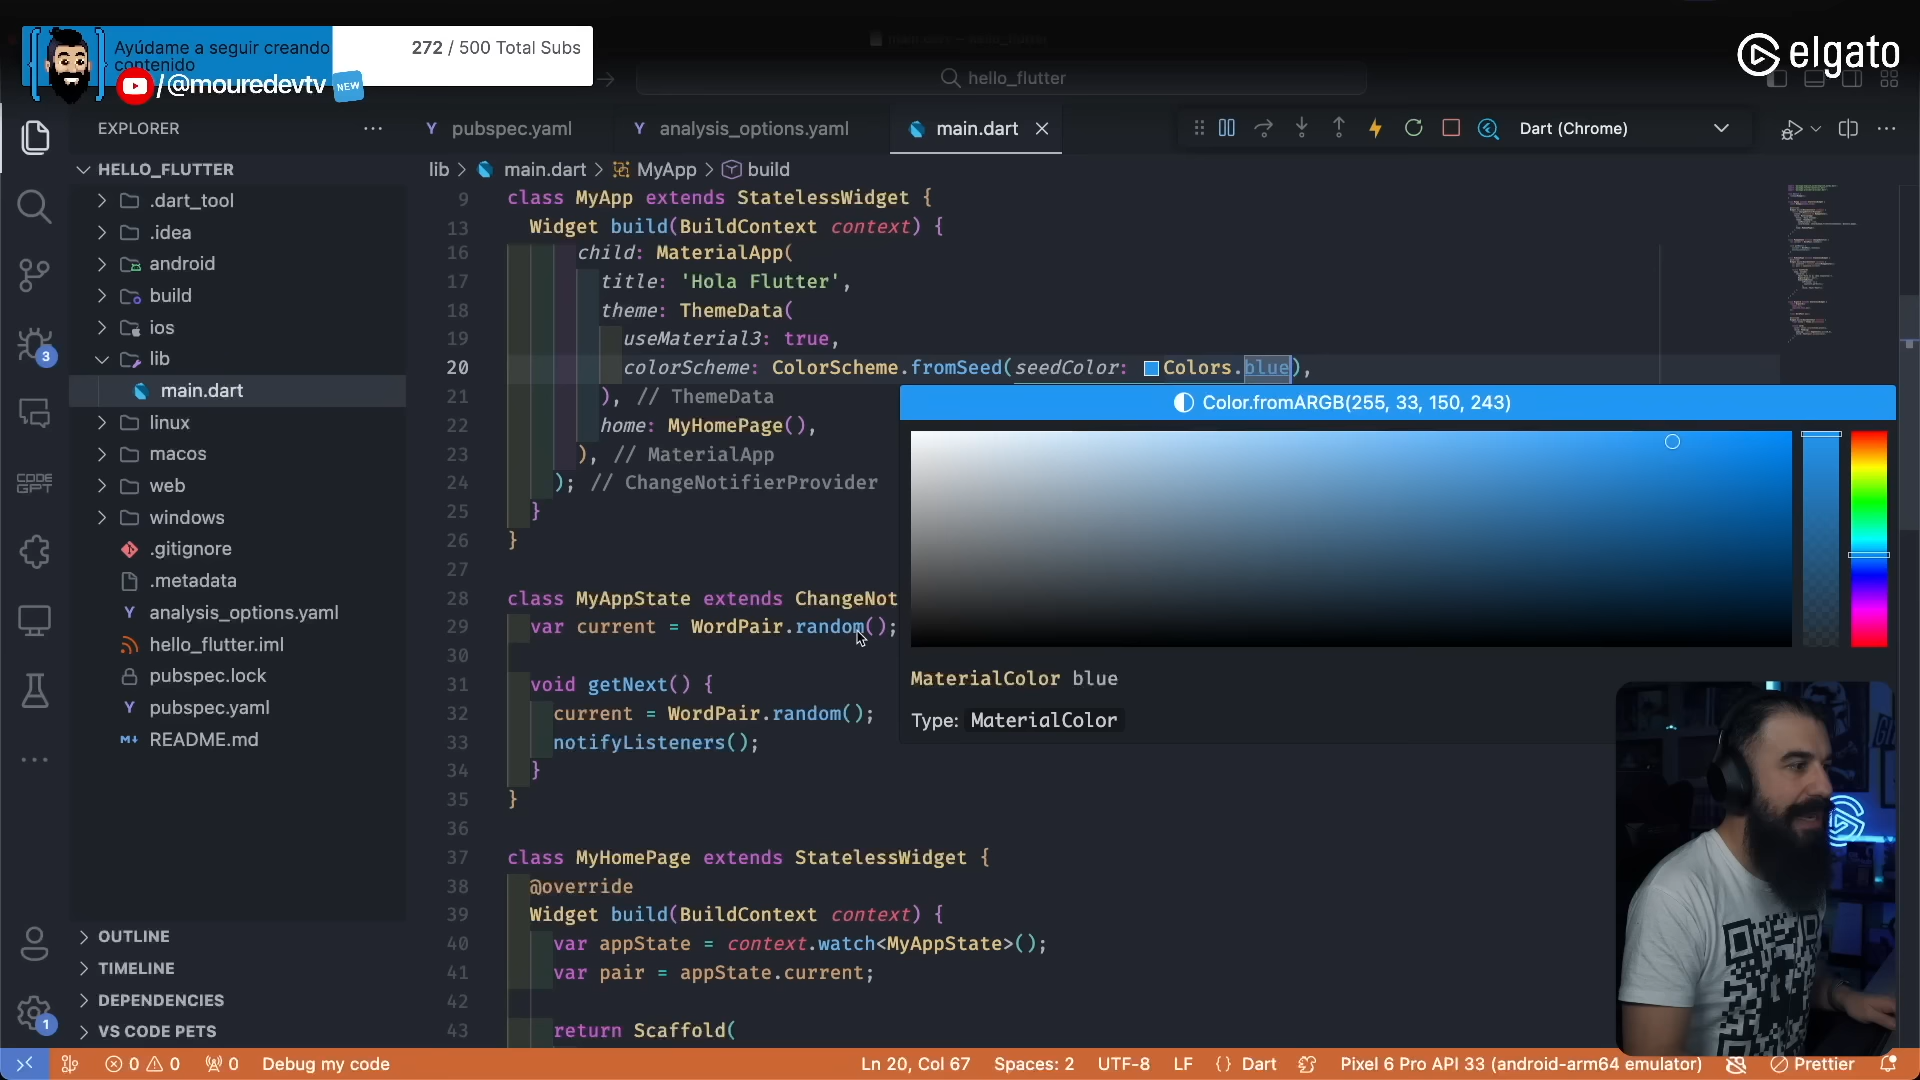 Ayúdame a seguir creando
contenido
272 / 500 Total Subs
/@mouredevtv NEW
elgato
hello_flutter
EXPLORER
pubspec.yaml
analysis_options.yaml
main.dart
Dart (Chrome)
HELLO_FLUTTER
lib > main.dart > MyApp > build
.dart_tool
.idea
android
build
ios
lib
main.dart
linux
macos
web
windows
.gitignore
.metadata
analysis_options.yaml
hello_flutter.iml
pubspec.lock
pubspec.yaml
README.md
OUTLINE
TIMELINE
DEPENDENCIES
VS CODE PETS
3
CODE
GPT
1
9 class MyApp extends StatelessWidget {
13 Widget build(BuildContext context) {
16 child: MaterialApp(
17 title: 'Hola Flutter',
18 theme: ThemeData(
19 useMaterial3: true,
20 colorScheme: ColorScheme.fromSeed(seedColor: Colors.blue),
21 ), // ThemeData
22 home: MyHomePage(),
23 ), // MaterialApp
24 ); // ChangeNotifierProvider
25 }
26 }
27
28 class MyAppState extends ChangeNot
29 var current = WordPair.random();
30
31 void getNext() {
32 current = WordPair.random();
33 notifyListeners();
34 }
35 }
36
37 class MyHomePage extends StatelessWidget {
38 @override
39 Widget build(BuildContext context) {
40 var appState = context.watch<MyAppState>();
41 var pair = appState.current;
42
43 return Scaffold(
Color.fromARGB(255, 33, 150, 243)
MaterialColor blue
Type: MaterialColor
0 0 0 Debug my code
Ln 20, Col 67 Spaces: 2 UTF-8 LF {} Dart Pixel 6 Pro API 33 (android-arm64 emulator) Prettier